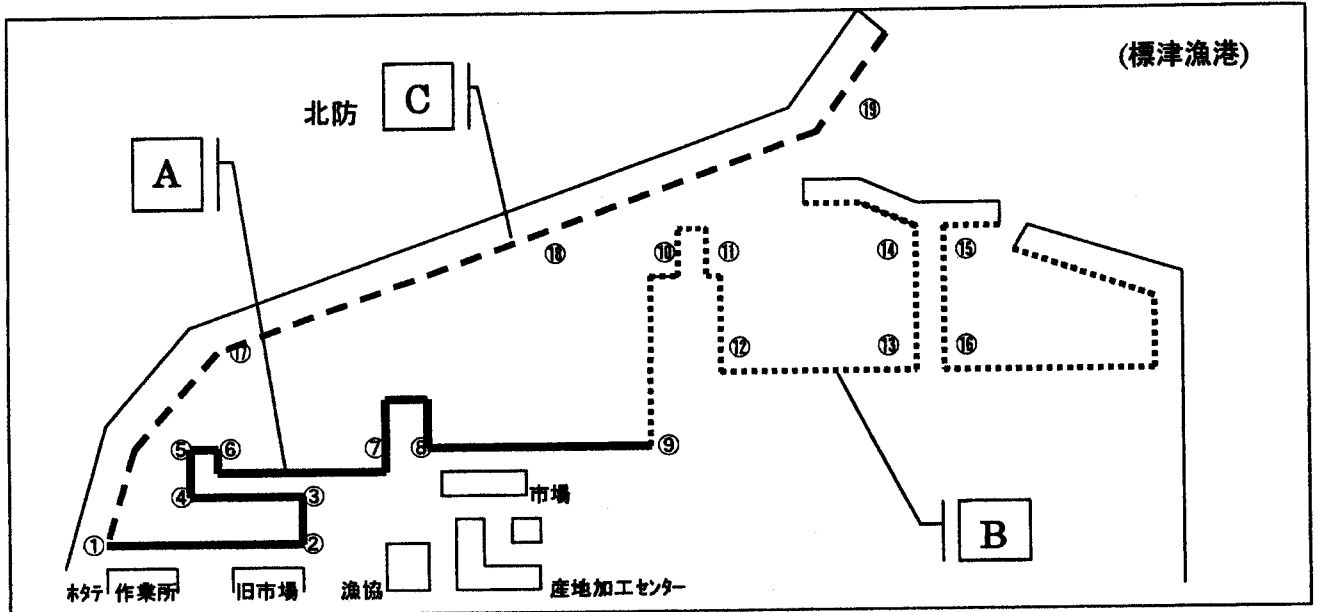 (標津漁港)
C
北防
⑲
A
⑱
⑩
⑪
⑭
⑮
⑰
⑫
⑬
⑯
⑤
⑥
⑦
⑧
⑨
④
③
市場
①
②
B
ホタテ 作業所
旧市場
漁協
産地加工センター